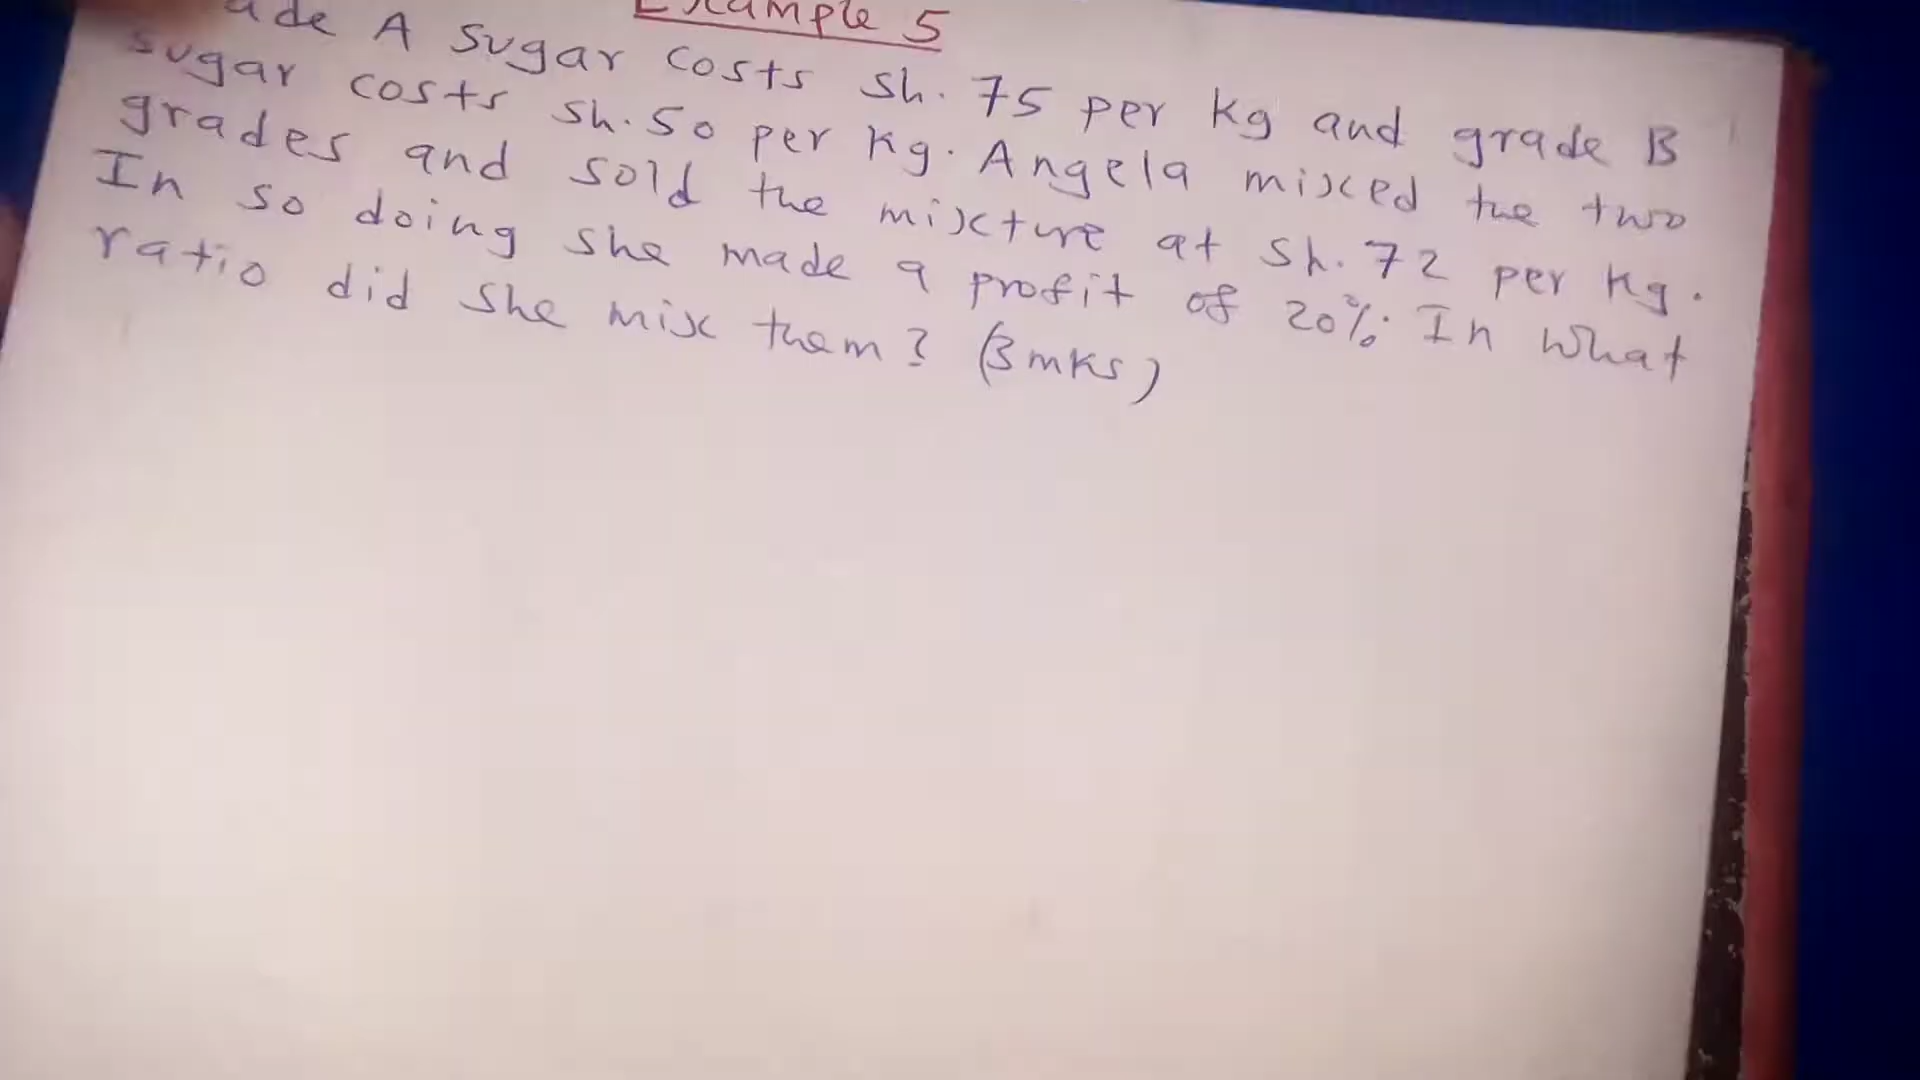 Example 5
ade A sugar costs sh. 75 per kg and grade B
sugar costs sh. 50 per kg. Angela mixed the two
grades and sold the mixture at sh. 72 per kg.
In so doing she made a profit of 20%. In what
ratio did she mix them? (3mks)